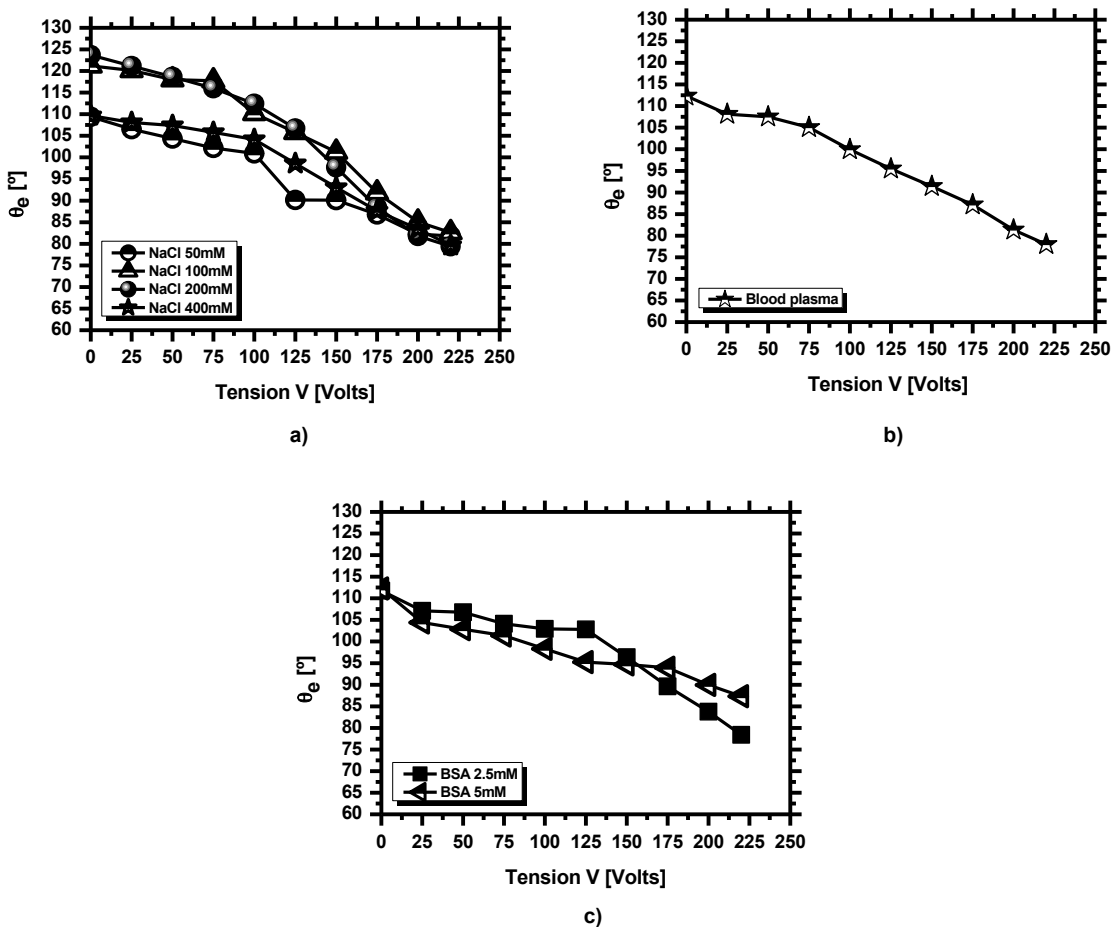 130
125
120
115
110
105
100
95
90
85
80
75
70
65
60
θe [º]
NaCl 50mM
NaCl 100mM
NaCl 200mM
NaCl 400mM
0 25 50 75 100 125 150 175 200 225 250
Tension V [Volts]
a)
130
125
120
115
110
105
100
95
90
85
80
75
70
65
60
θe [º]
Blood plasma
0 25 50 75 100 125 150 175 200 225 250
Tension V [Volts]
b)
130
125
120
115
110
105
100
95
90
85
80
75
70
65
60
θe [º]
BSA 2.5mM
BSA 5mM
0 25 50 75 100 125 150 175 200 225 250
Tension V [Volts]
c)